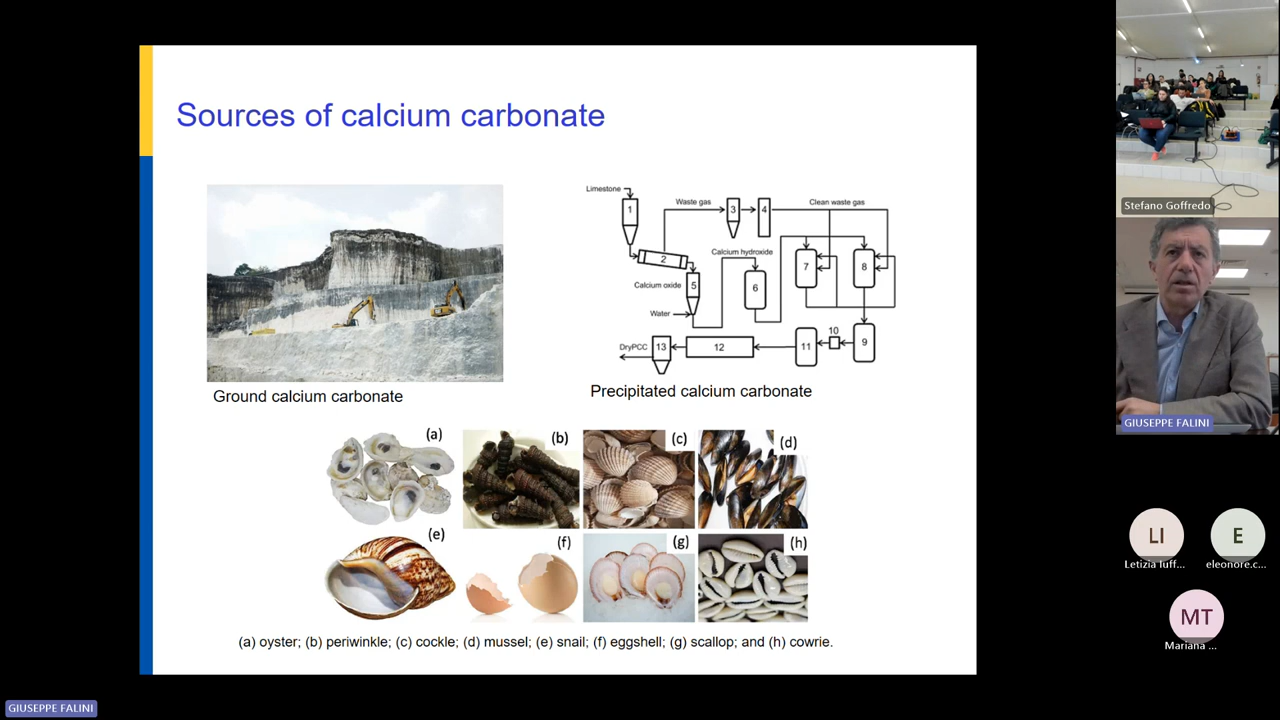 Sources of calcium carbonate
Limestone
Waste gas
Clean waste gas
1
2
3
4
Calcium hydroxide
Calcium oxide
5
6
7
8
Water
DryPCC
13
12
11
10
9
Ground calcium carbonate
Precipitated calcium carbonate
(a)
(b)
(c)
(d)
(e)
(f)
(g)
(h)
(a) oyster; (b) periwinkle; (c) cockle; (d) mussel; (e) snail; (f) eggshell; (g) scallop; and (h) cowrie.
Stefano Goffredo
GIUSEPPE FALINI
LI
Letizia Iuff...
E
eleonore.c...
MT
Mariana ...
GIUSEPPE FALINI